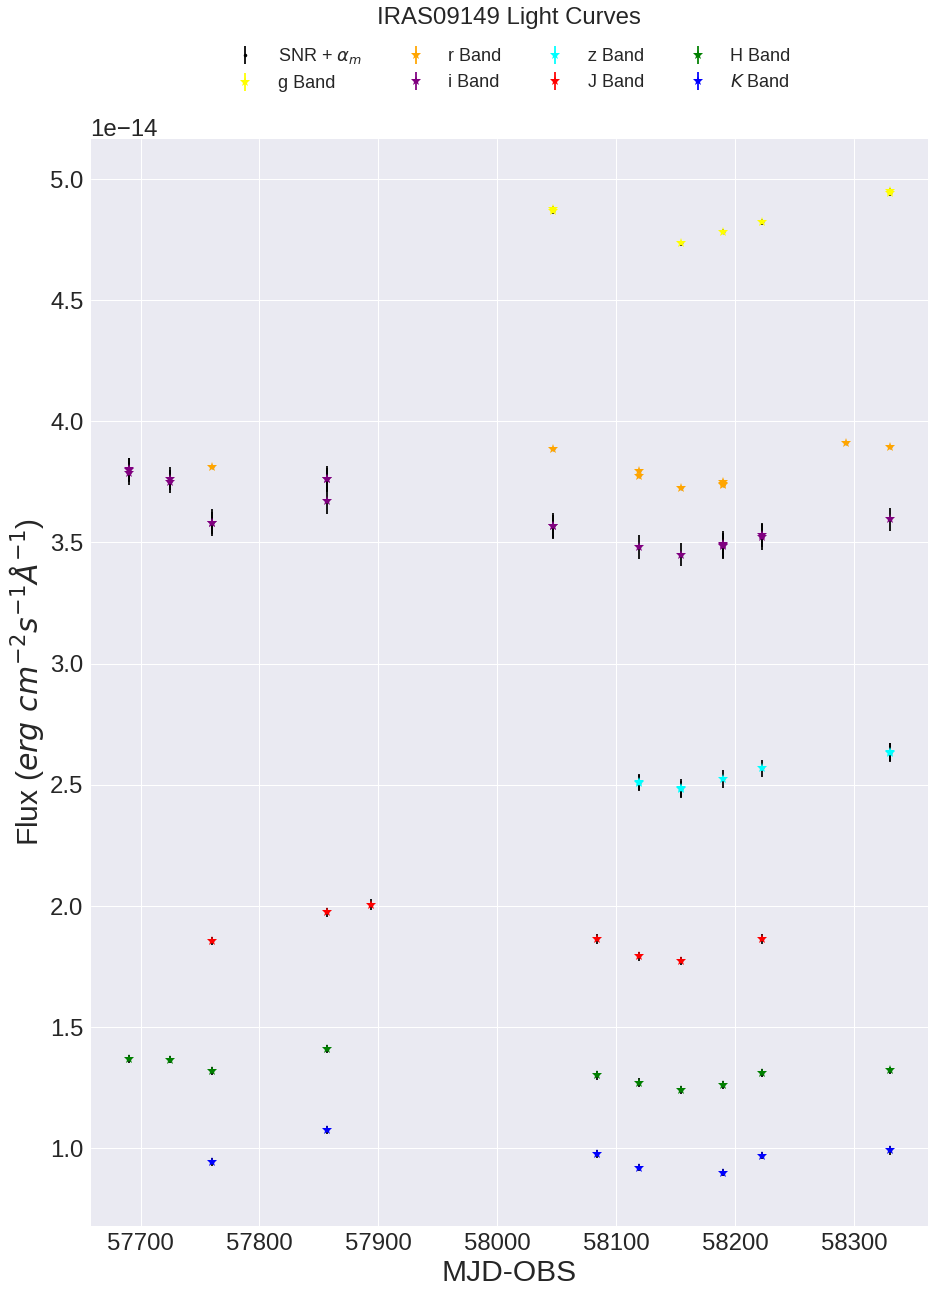 IRAS09149 Light Curves
SNR + αₘ r Band z Band H Band
g Band i Band J Band K Band
1e−14
5.0
4.5
4.0
3.5
3.0
2.5
2.0
1.5
1.0
Flux (erg cm⁻²s⁻¹Å⁻¹)
57700 57800 57900 58000 58100 58200 58300
MJD-OBS